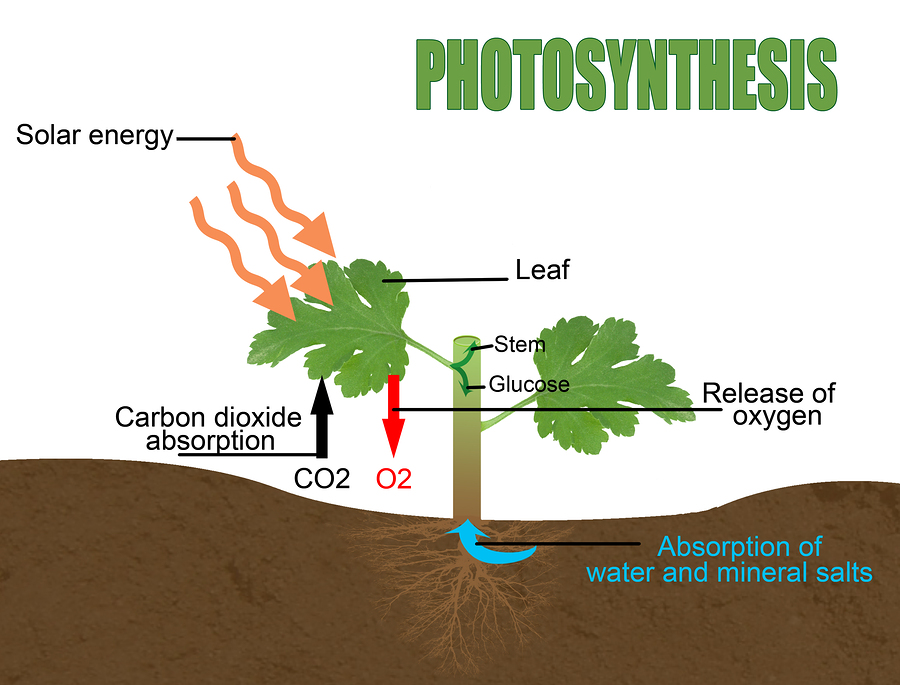 PHOTOSYNTHESIS
Solar energy
Leaf
Stem
Glucose
Release of
oxygen
Carbon dioxide
absorption
CO2
O2
Absorption of
water and mineral salts